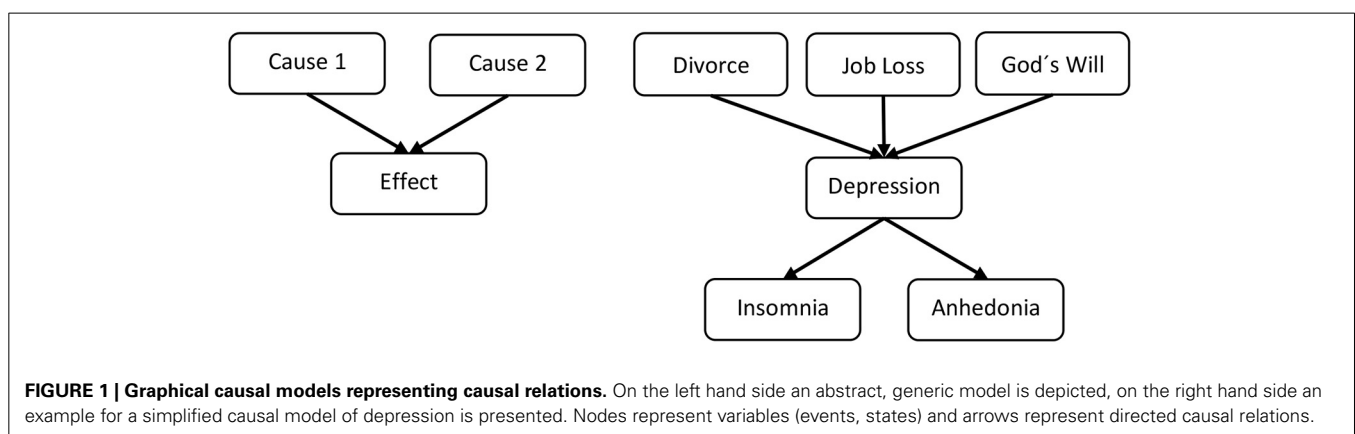 Cause 1
Cause 2
Effect
Divorce
Job Loss
God´s Will
Depression
Insomnia
Anhedonia
FIGURE 1 | Graphical causal models representing causal relations. On the left hand side an abstract, generic model is depicted, on the right hand side an
example for a simplified causal model of depression is presented. Nodes represent variables (events, states) and arrows represent directed causal relations.